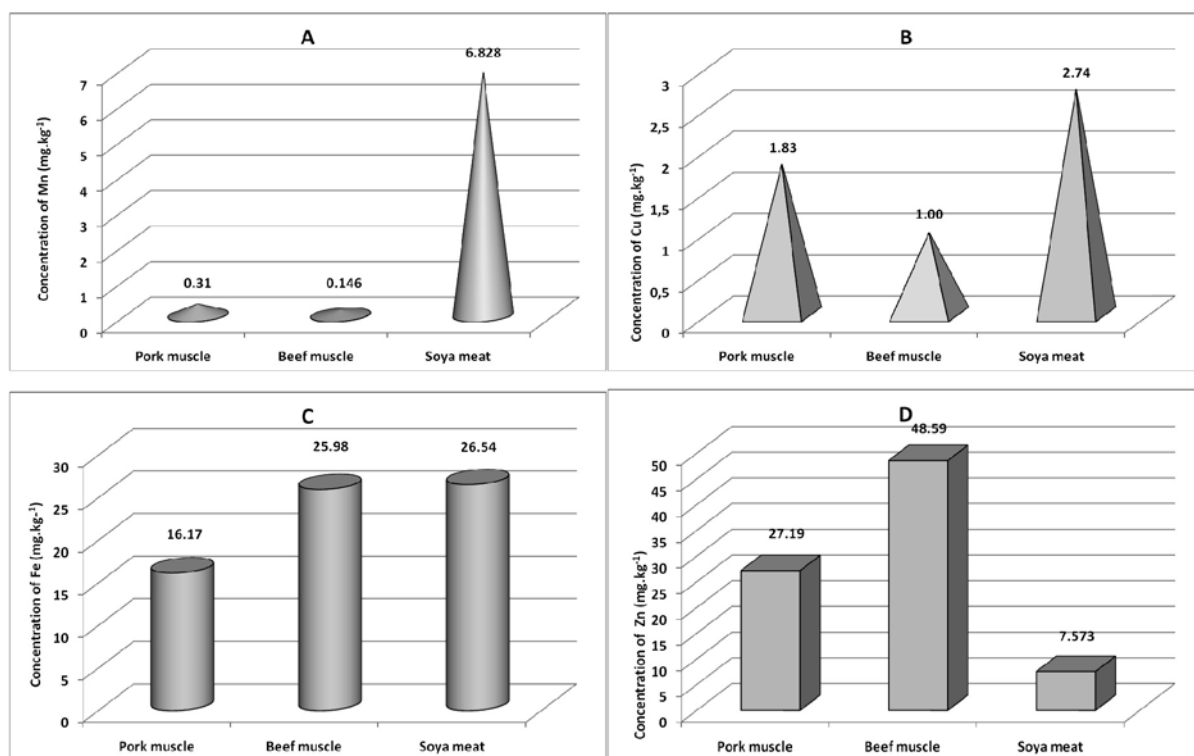 A
Concentration of Mn (mg.kg-1)
7
6
5
4
3
2
1
0
0.31
0.146
6.828
Pork muscle
Beef muscle
Soya meat
B
Concentration of Cu (mg.kg-1)
3
2,5
2
1,5
1
0,5
0
1.83
1.00
2.74
Pork muscle
Beef muscle
Soya meat
C
Concentration of Fe (mg.kg-1)
30
25
20
15
10
5
0
16.17
25.98
26.54
Pork muscle
Beef muscle
Soya meat
D
Concentration of Zn (mg.kg-1)
50
45
40
35
30
25
20
15
10
5
0
27.19
48.59
7.573
Pork muscle
Beef muscle
Soya meat